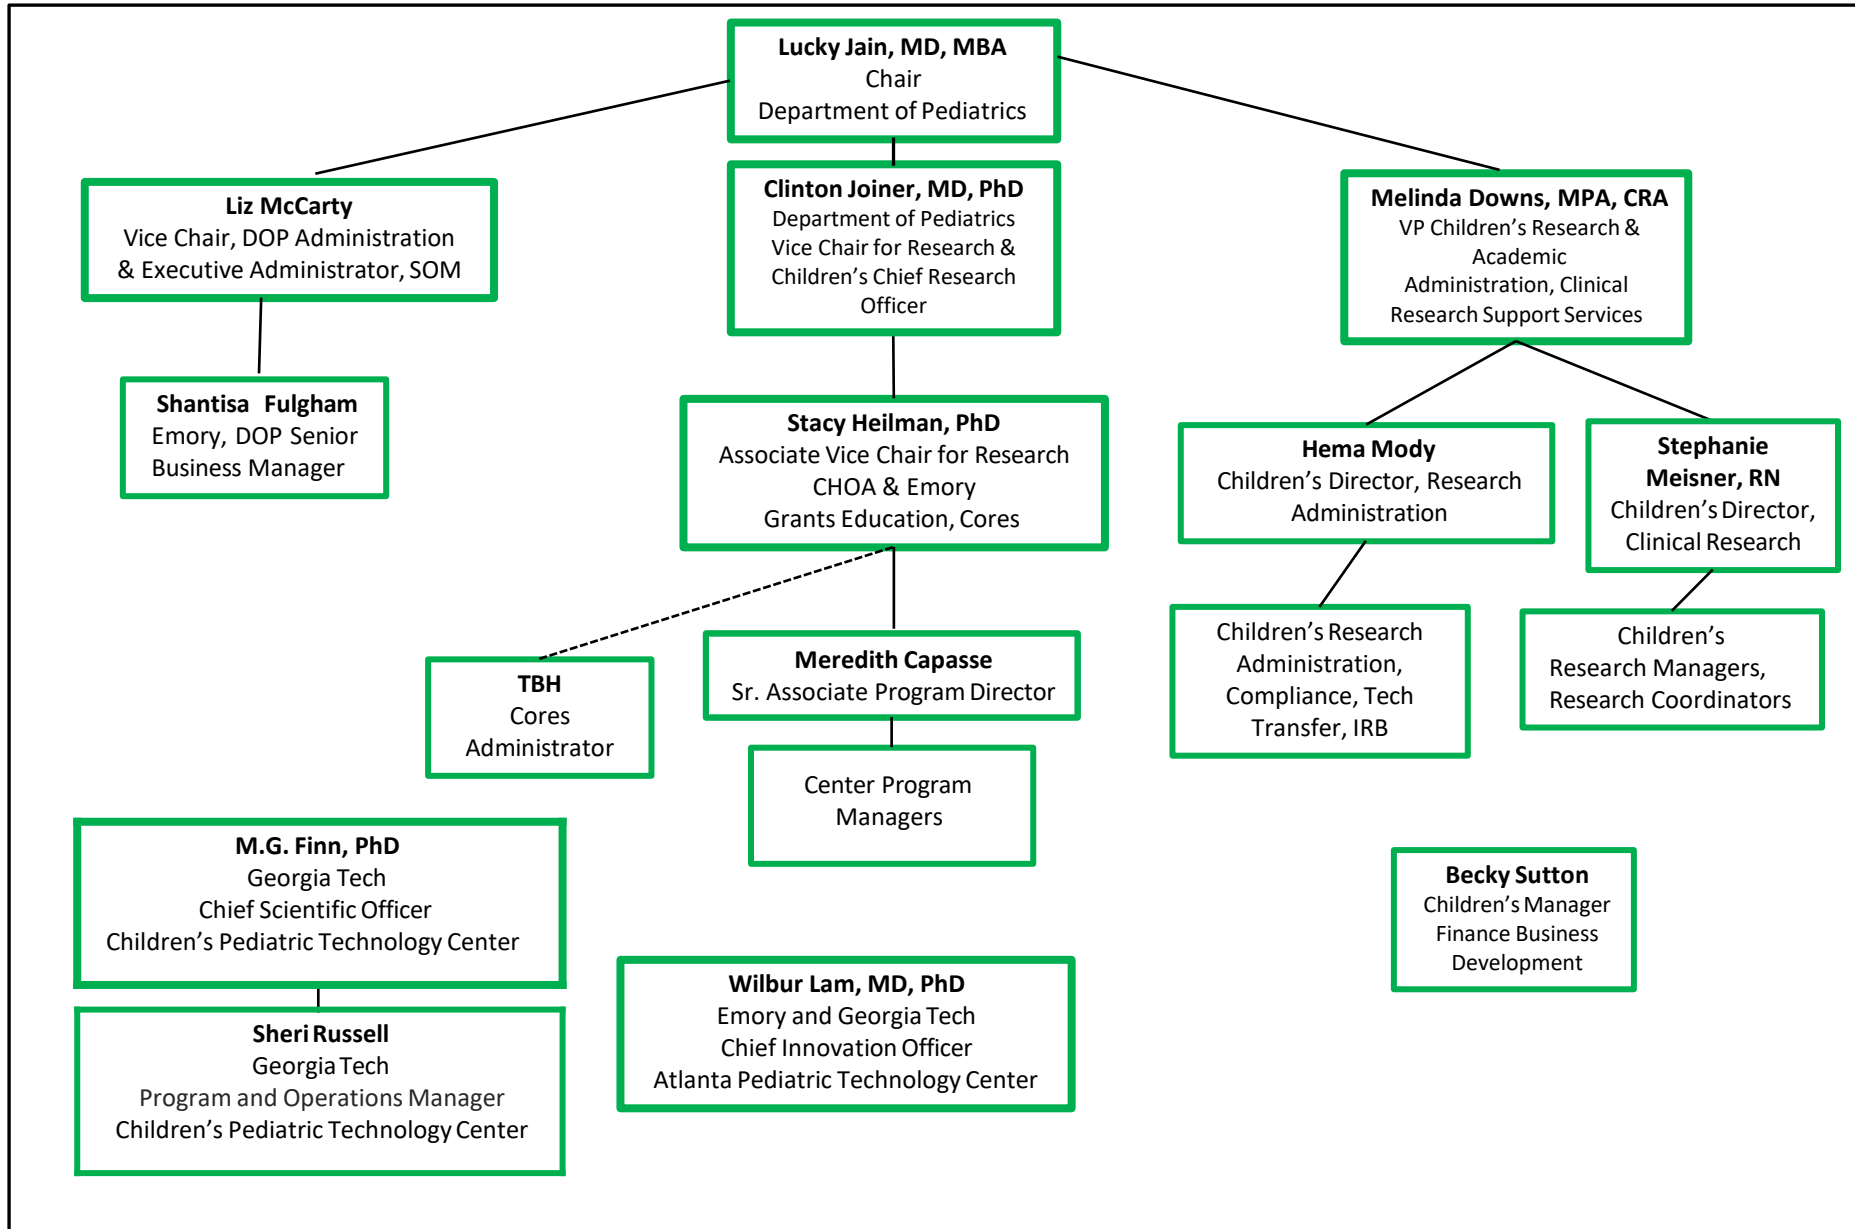 Lucky Jain, MD, MBA
Chair
Department of Pediatrics
Liz McCarty
Vice Chair, DOP Administration
& Executive Administrator, SOM
Clinton Joiner, MD, PhD
Department of Pediatrics
Vice Chair for Research &
Children's Chief Research
Officer
Melinda Downs, MPA, CRA
VP Children's Research &
Academic
Administration, Clinical
Research Support Services
Shantisa Fulgham
Emory, DOP Senior
Business Manager
Stacy Heilman, PhD
Associate Vice Chair for Research
CHOA & Emory
Grants Education, Cores
Hema Mody
Children's Director, Research
Administration
Stephanie
Meisner, RN
Children's Director,
Clinical Research
TBH
Cores
Administrator
Meredith Capasse
Sr. Associate Program Director
Children's Research
Administration,
Compliance, Tech
Transfer, IRB
Children's
Research Managers,
Research Coordinators
Center Program
Managers
M.G. Finn, PhD
Georgia Tech
Chief Scientific Officer
Children's Pediatric Technology Center
Becky Sutton
Children's Manager
Finance Business
Development
Wilbur Lam, MD, PhD
Emory and Georgia Tech
Chief Innovation Officer
Atlanta Pediatric Technology Center
Sheri Russell
Georgia Tech
Program and Operations Manager
Children's Pediatric Technology Center